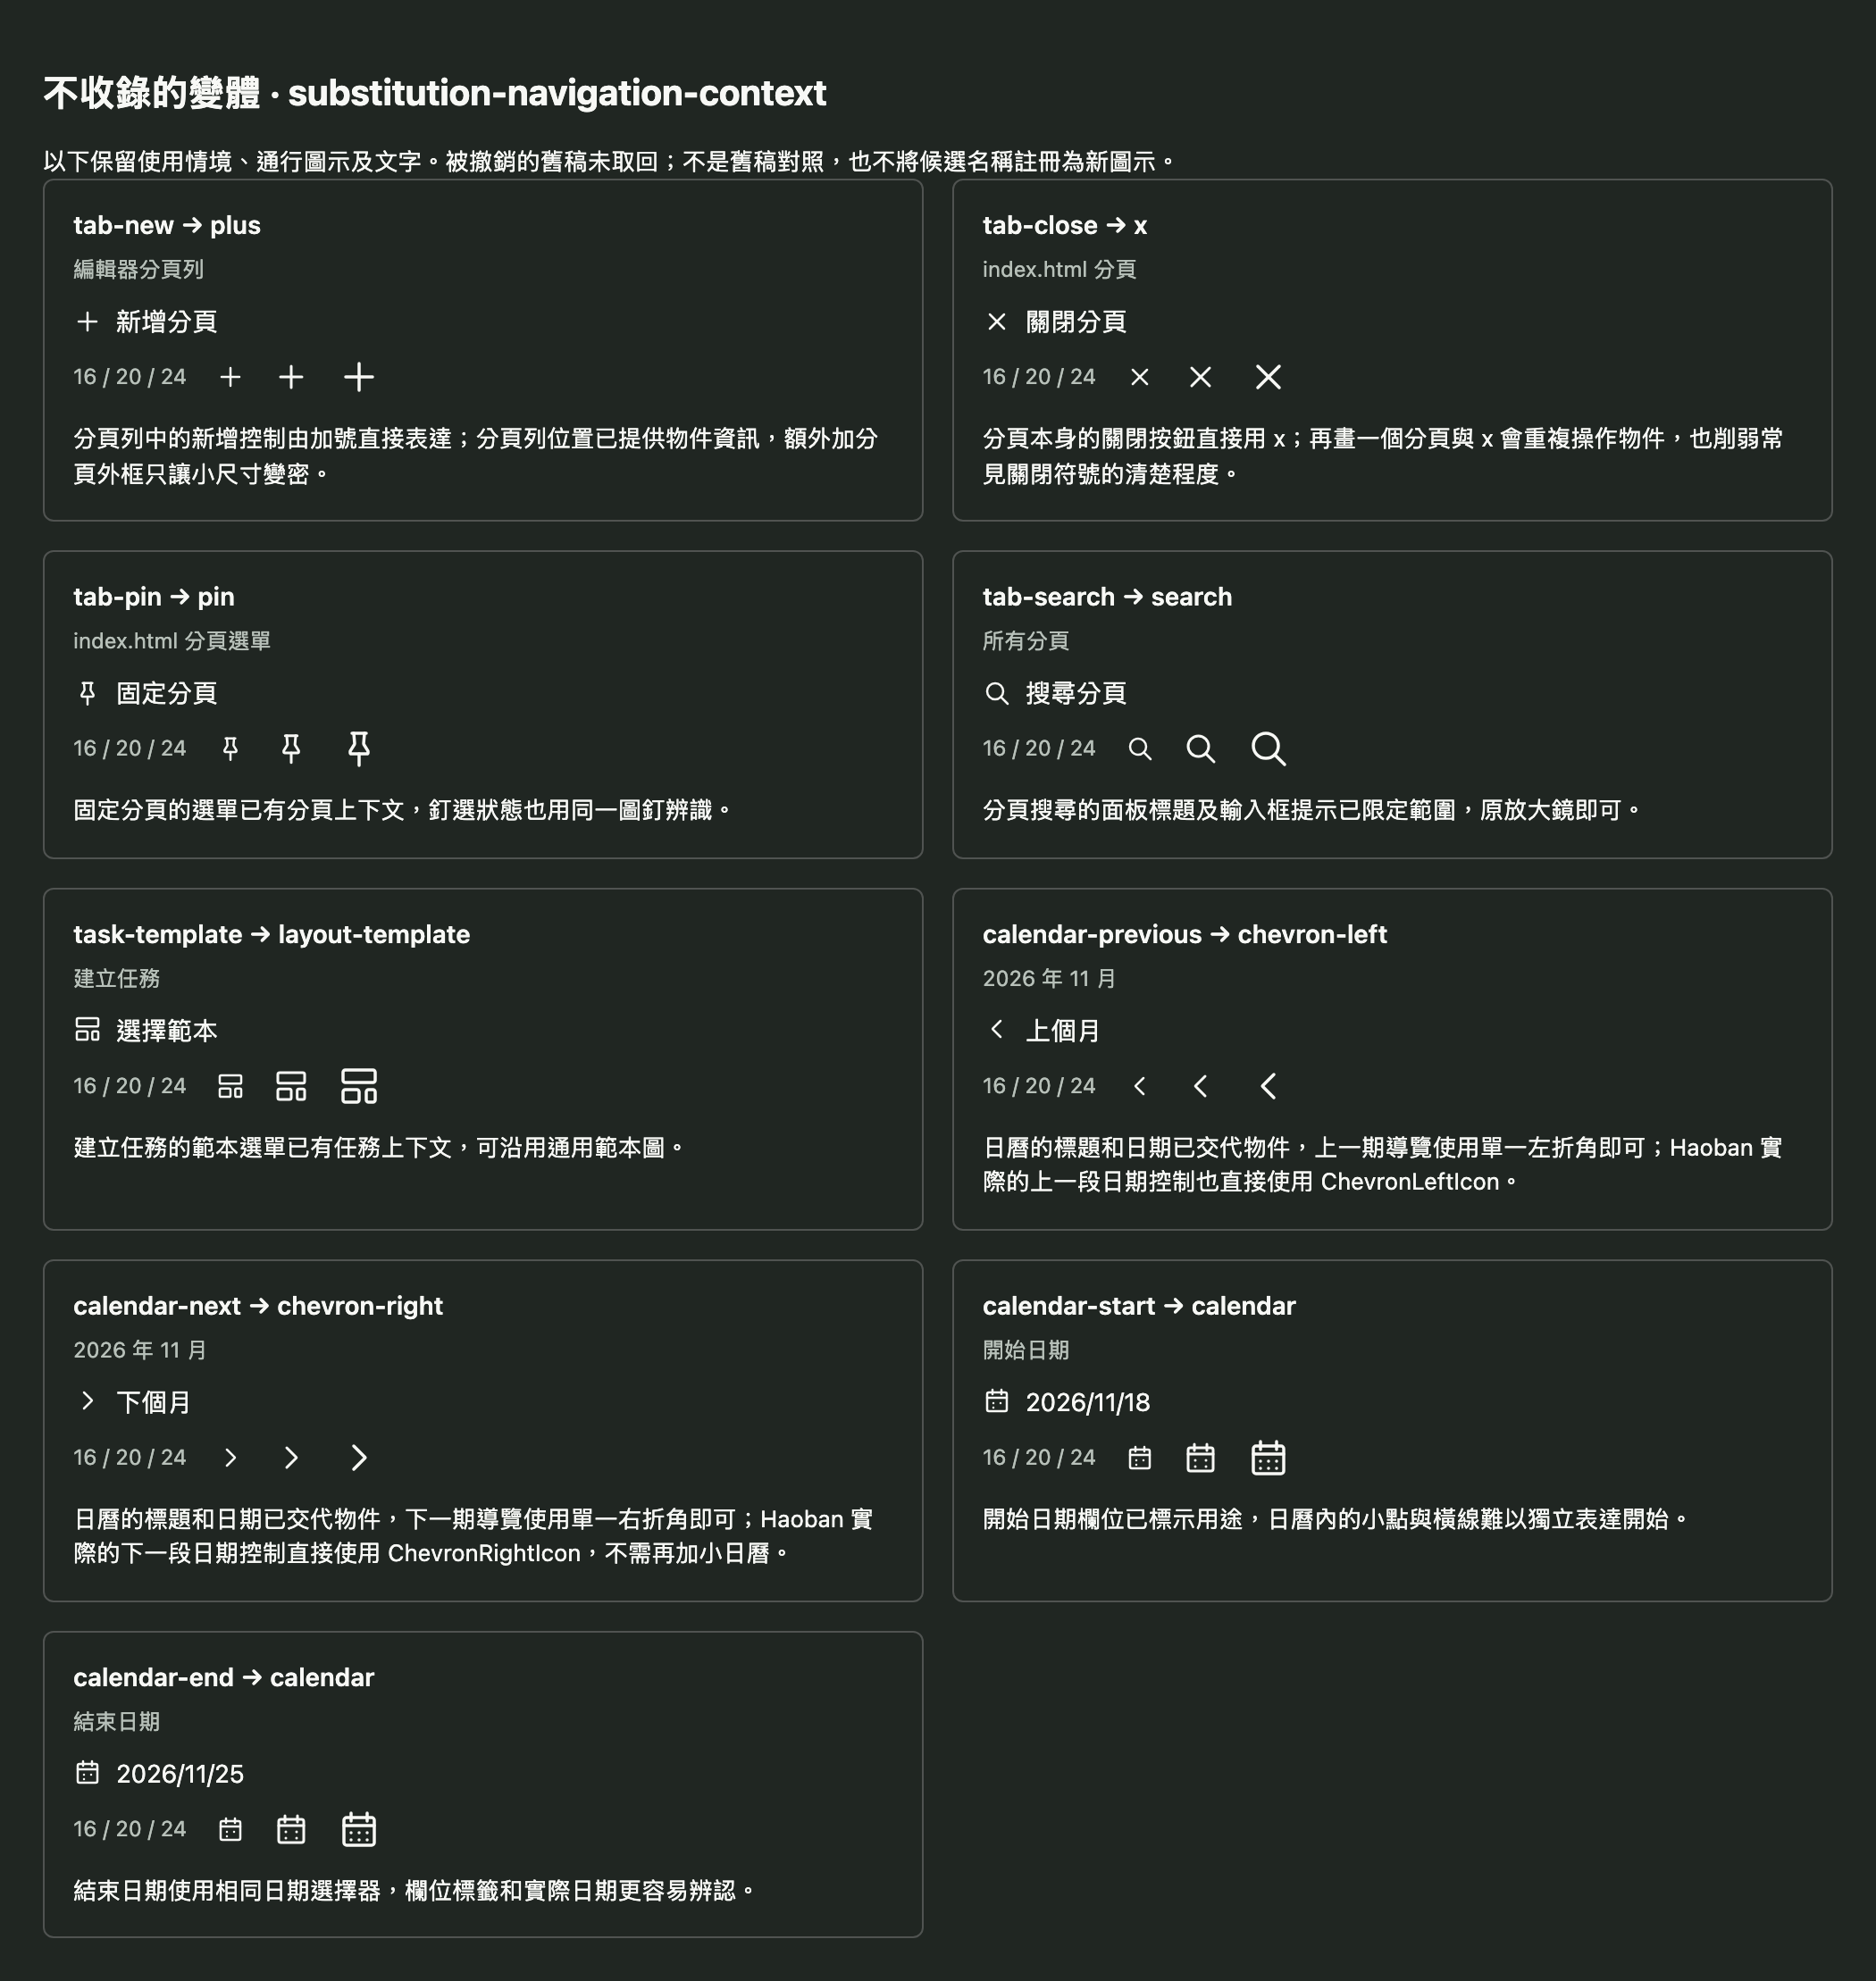 不收錄的變體 · substitution-navigation-context
以下保留使用情境、通行圖示及文字。被撤銷的舊稿未取回；不是舊稿對照，也不將候選名稱註冊為新圖示。
tab-new → plus
編輯器分頁列
新增分頁
16 / 20 / 24
分頁列中的新增控制由加號直接表達；分頁列位置已提供物件資訊，額外加分
頁外框只讓小尺寸變密。
tab-close → x
index.html 分頁
關閉分頁
16 / 20 / 24
分頁本身的關閉按鈕直接用 x；再畫一個分頁與 x 會重複操作物件，也削弱常
見關閉符號的清楚程度。
tab-pin → pin
index.html 分頁選單
固定分頁
16 / 20 / 24
固定分頁的選單已有分頁上下文，釘選狀態也用同一圖釘辨識。
tab-search → search
所有分頁
搜尋分頁
16 / 20 / 24
分頁搜尋的面板標題及輸入框提示已限定範圍，原放大鏡即可。
task-template → layout-template
建立任務
選擇範本
16 / 20 / 24
建立任務的範本選單已有任務上下文，可沿用通用範本圖。
calendar-previous → chevron-left
2026 年 11 月
上個月
16 / 20 / 24
日曆的標題和日期已交代物件，上一期導覽使用單一左折角即可；Haoban 實
際的上一段日期控制也直接使用 ChevronLeftIcon。
calendar-next → chevron-right
2026 年 11 月
下個月
16 / 20 / 24
日曆的標題和日期已交代物件，下一期導覽使用單一右折角即可；Haoban 實
際的下一段日期控制直接使用 ChevronRightIcon，不需再加小日曆。
calendar-start → calendar
開始日期
2026/11/18
16 / 20 / 24
開始日期欄位已標示用途，日曆內的小點與橫線難以獨立表達開始。
calendar-end → calendar
結束日期
2026/11/25
16 / 20 / 24
結束日期使用相同日期選擇器，欄位標籤和實際日期更容易辨認。